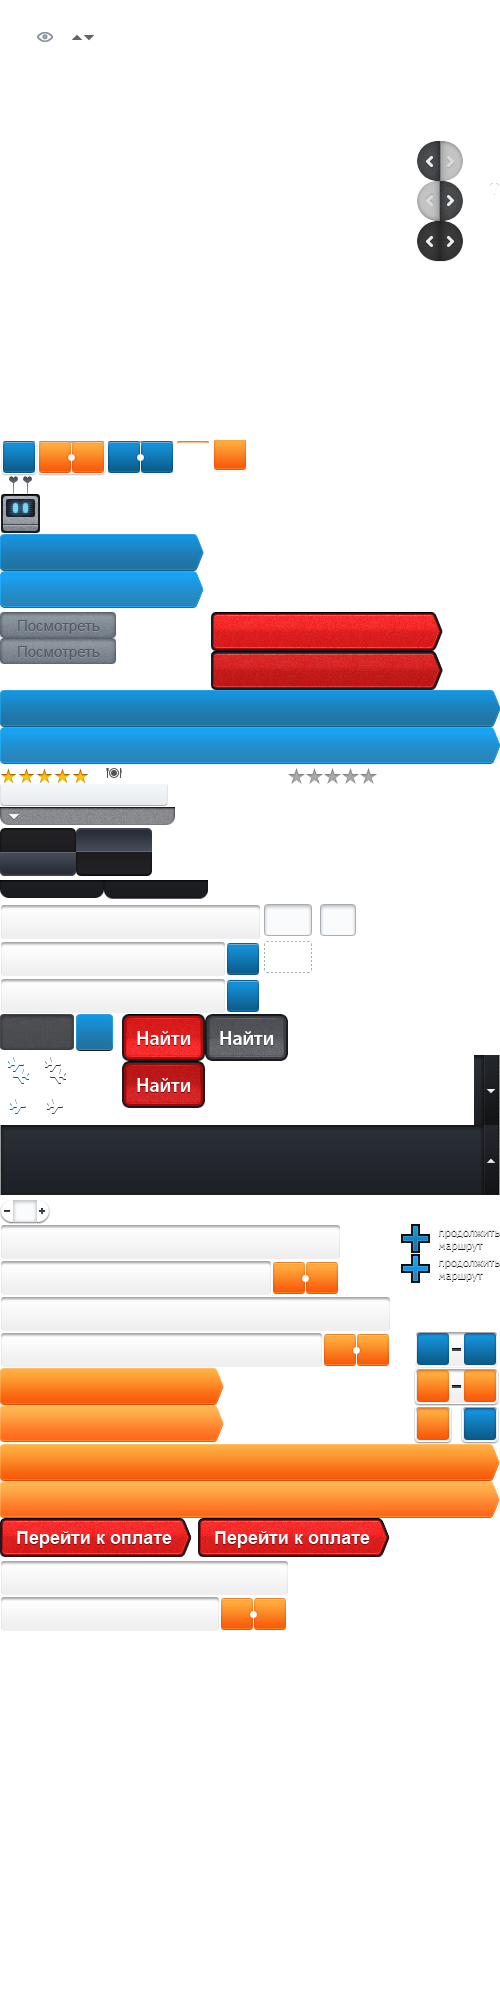 Посмотреть
Посмотреть
Найти
Найти
Найти
продолжить
маршрут
продолжить
маршрут
Перейти к оплате
Перейти к оплате